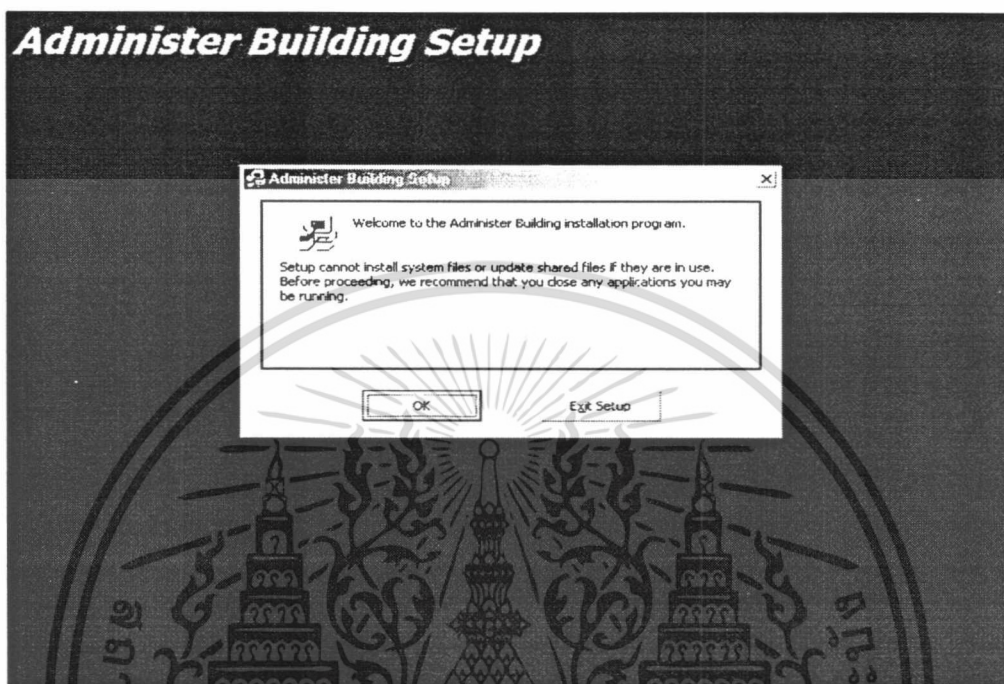 Administer Building Setup
Administer Building Setup
Welcome to the Administer Building installation program.
Setup cannot install system files or update shared files if they are in use.
Before proceeding, we recommend that you close any applications you may
be running.
OK
Exit Setup